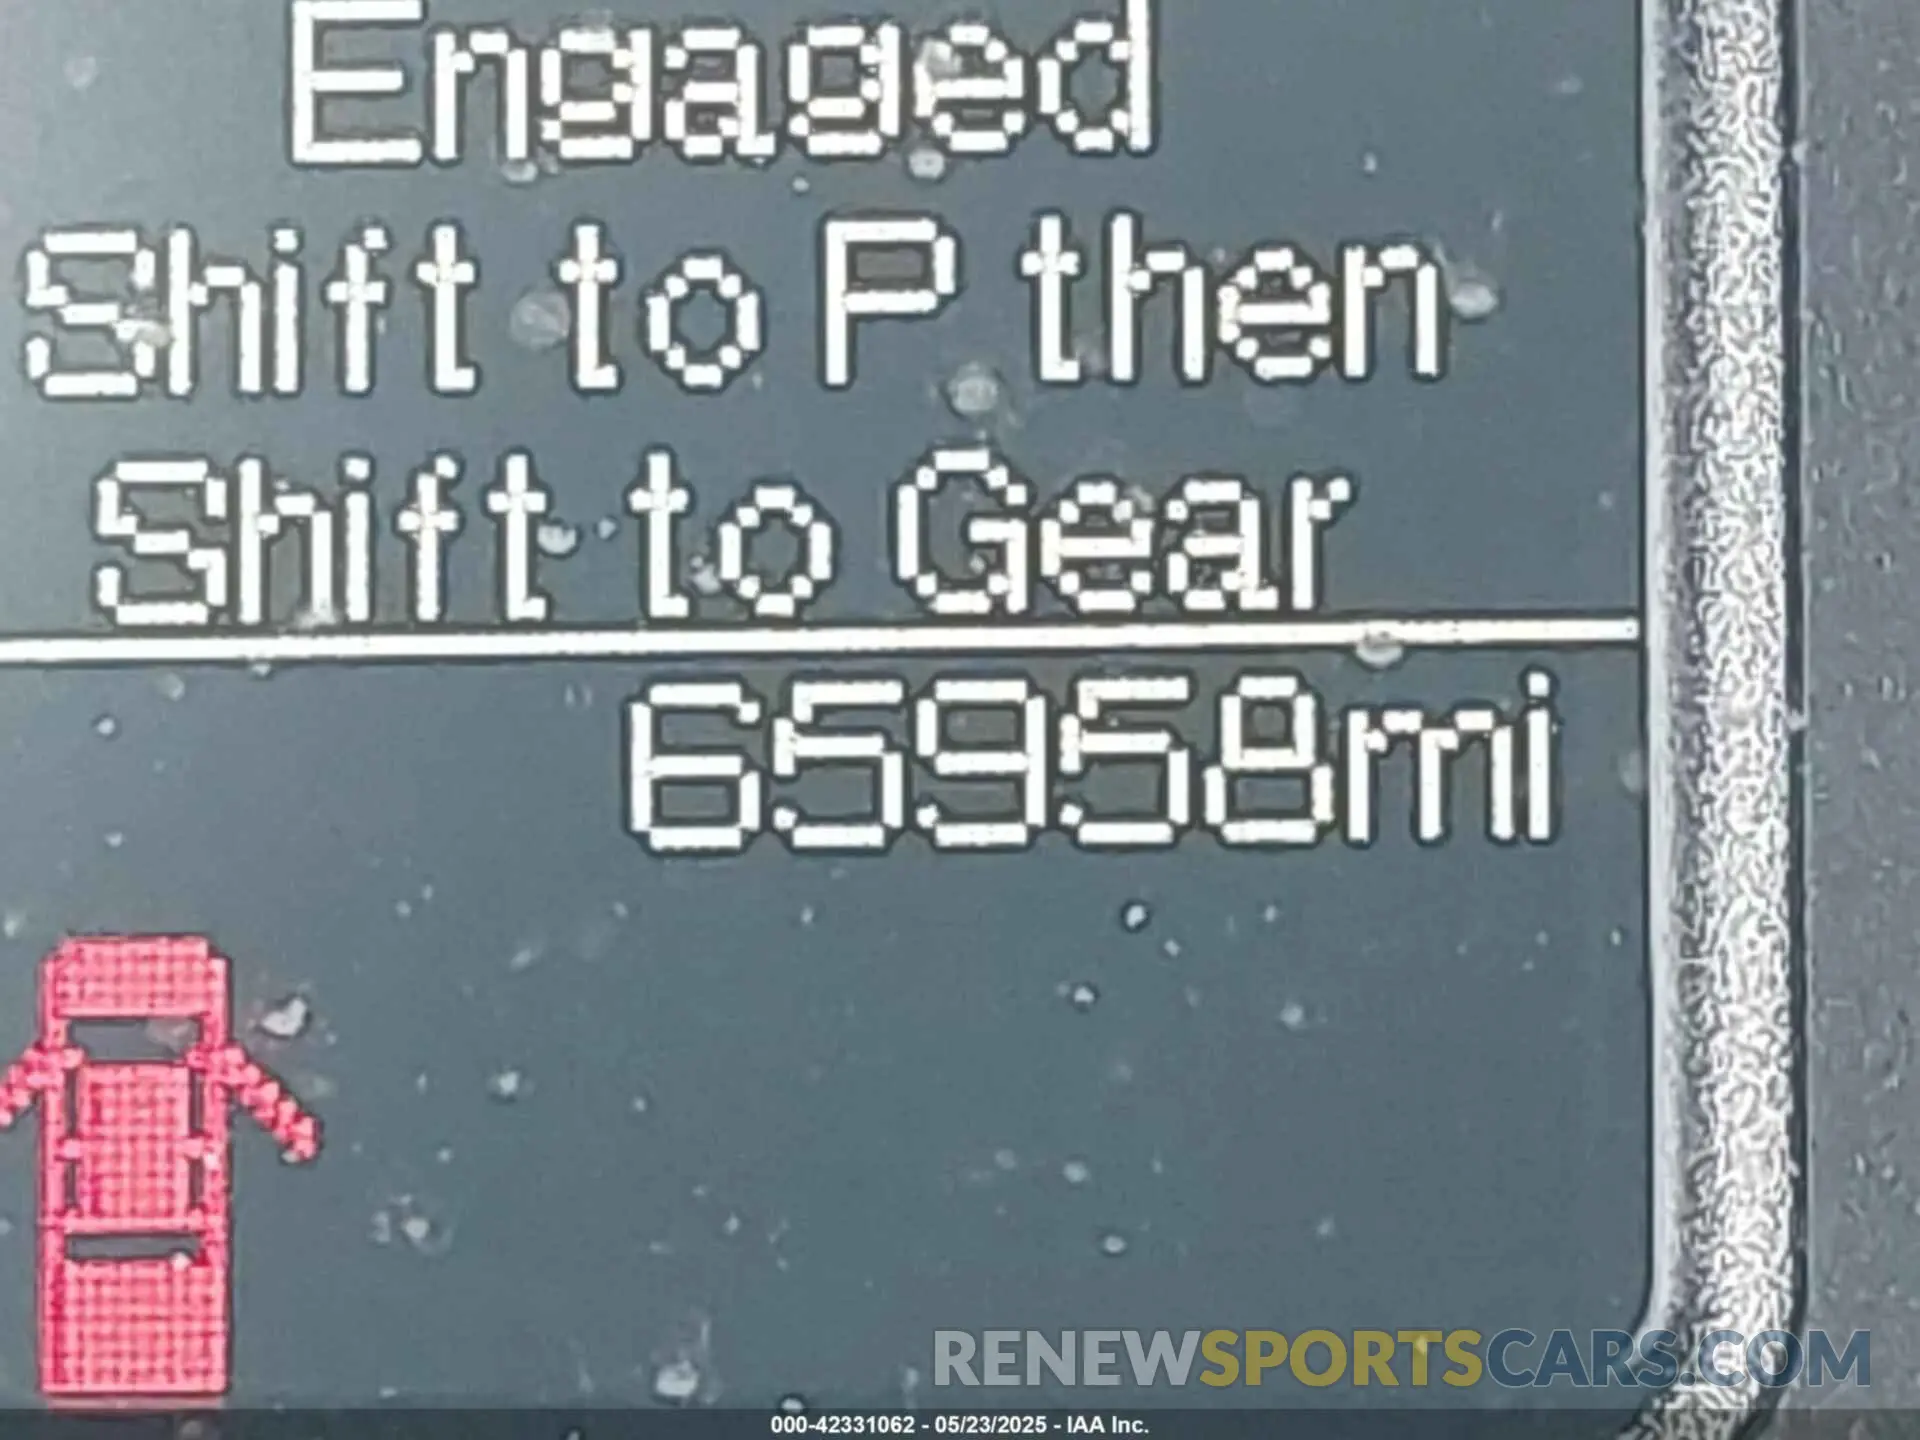 Engaged
Shift to P then
Shift to Gear
65958mi
RENEWSPORTSCARS.COM
000-42331062 - 05/23/2025 - IAA Inc.